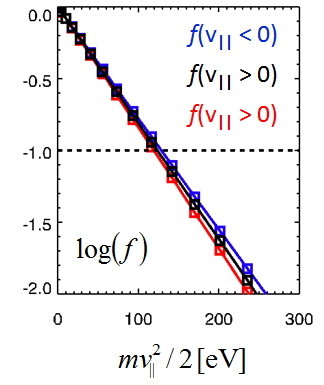 0.0
f(v|| < 0)
f(v|| > 0)
f(v|| > 0)
-0.5
-1.0
-1.5
log(f)
-2.0
0 100 200 300
mv||²/2 [eV]